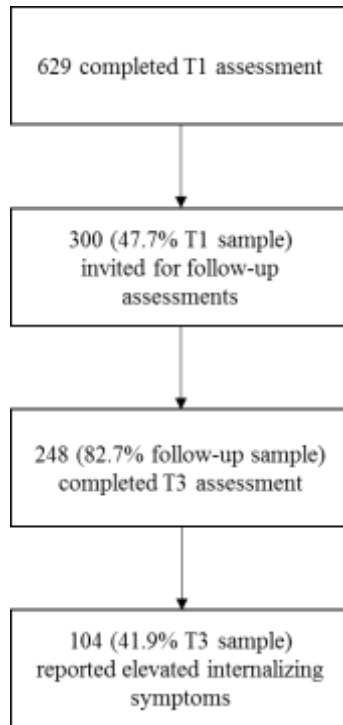 629 completed T1 assessment
300 (47.7% T1 sample)
invited for follow-up
assessments
248 (82.7% follow-up sample)
completed T3 assessment
104 (41.9% T3 sample)
reported elevated internalizing
symptoms